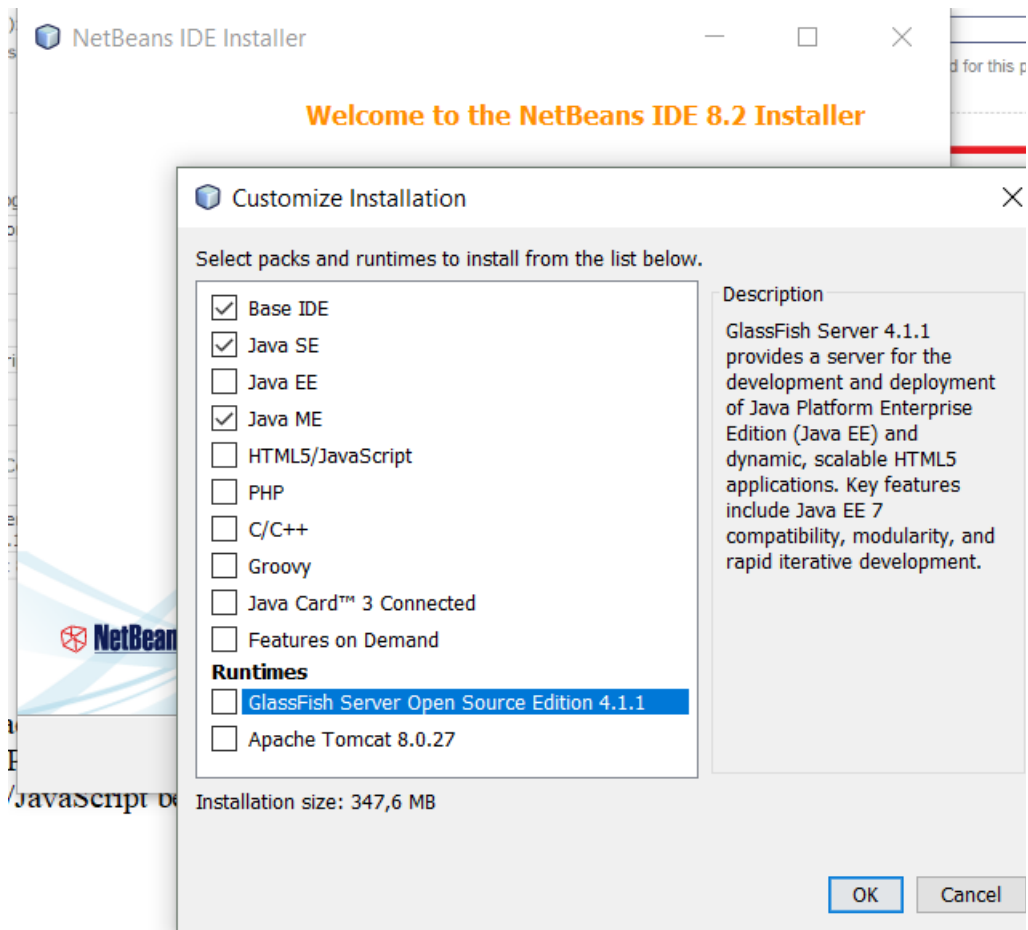 NetBeans IDE Installer
d for this p
Welcome to the NetBeans IDE 8.2 Installer
Customize Installation
Select packs and runtimes to install from the list below.
Base IDE
Java SE
Java EE
Java ME
HTML5/JavaScript
PHP
C/C++
Groovy
Java Card™ 3 Connected
Features on Demand
Runtimes
GlassFish Server Open Source Edition 4.1.1
Apache Tomcat 8.0.27
Description
GlassFish Server 4.1.1
provides a server for the
development and deployment
of Java Platform Enterprise
Edition (Java EE) and
dynamic, scalable HTML5
applications. Key features
include Java EE 7
compatibility, modularity, and
rapid iterative development.
NetBean
/JavaScript be
Installation size: 347,6 MB
OK
Cancel